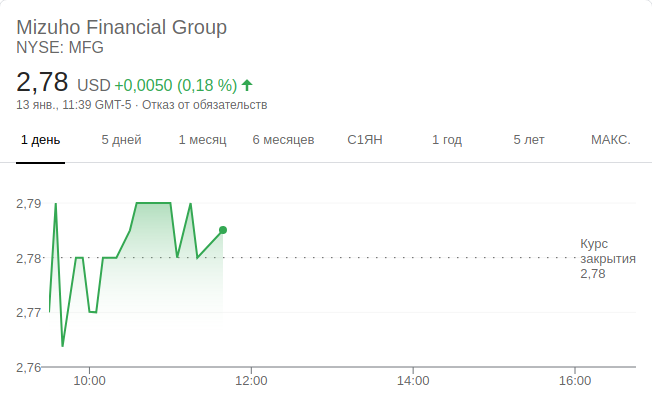 Mizuho Financial Group
NYSE: MFG
2,78 USD +0,0050 (0,18 %)
13 янв., 11:39 GMT-5 · Отказ от обязательств
1 день 5 дней 1 месяц 6 месяцев С1ЯН 1 год 5 лет МАКС.
2,79
Курс
2,78 закрытия
2,78
2,77
2,76
10:00 12:00 14:00 16:00